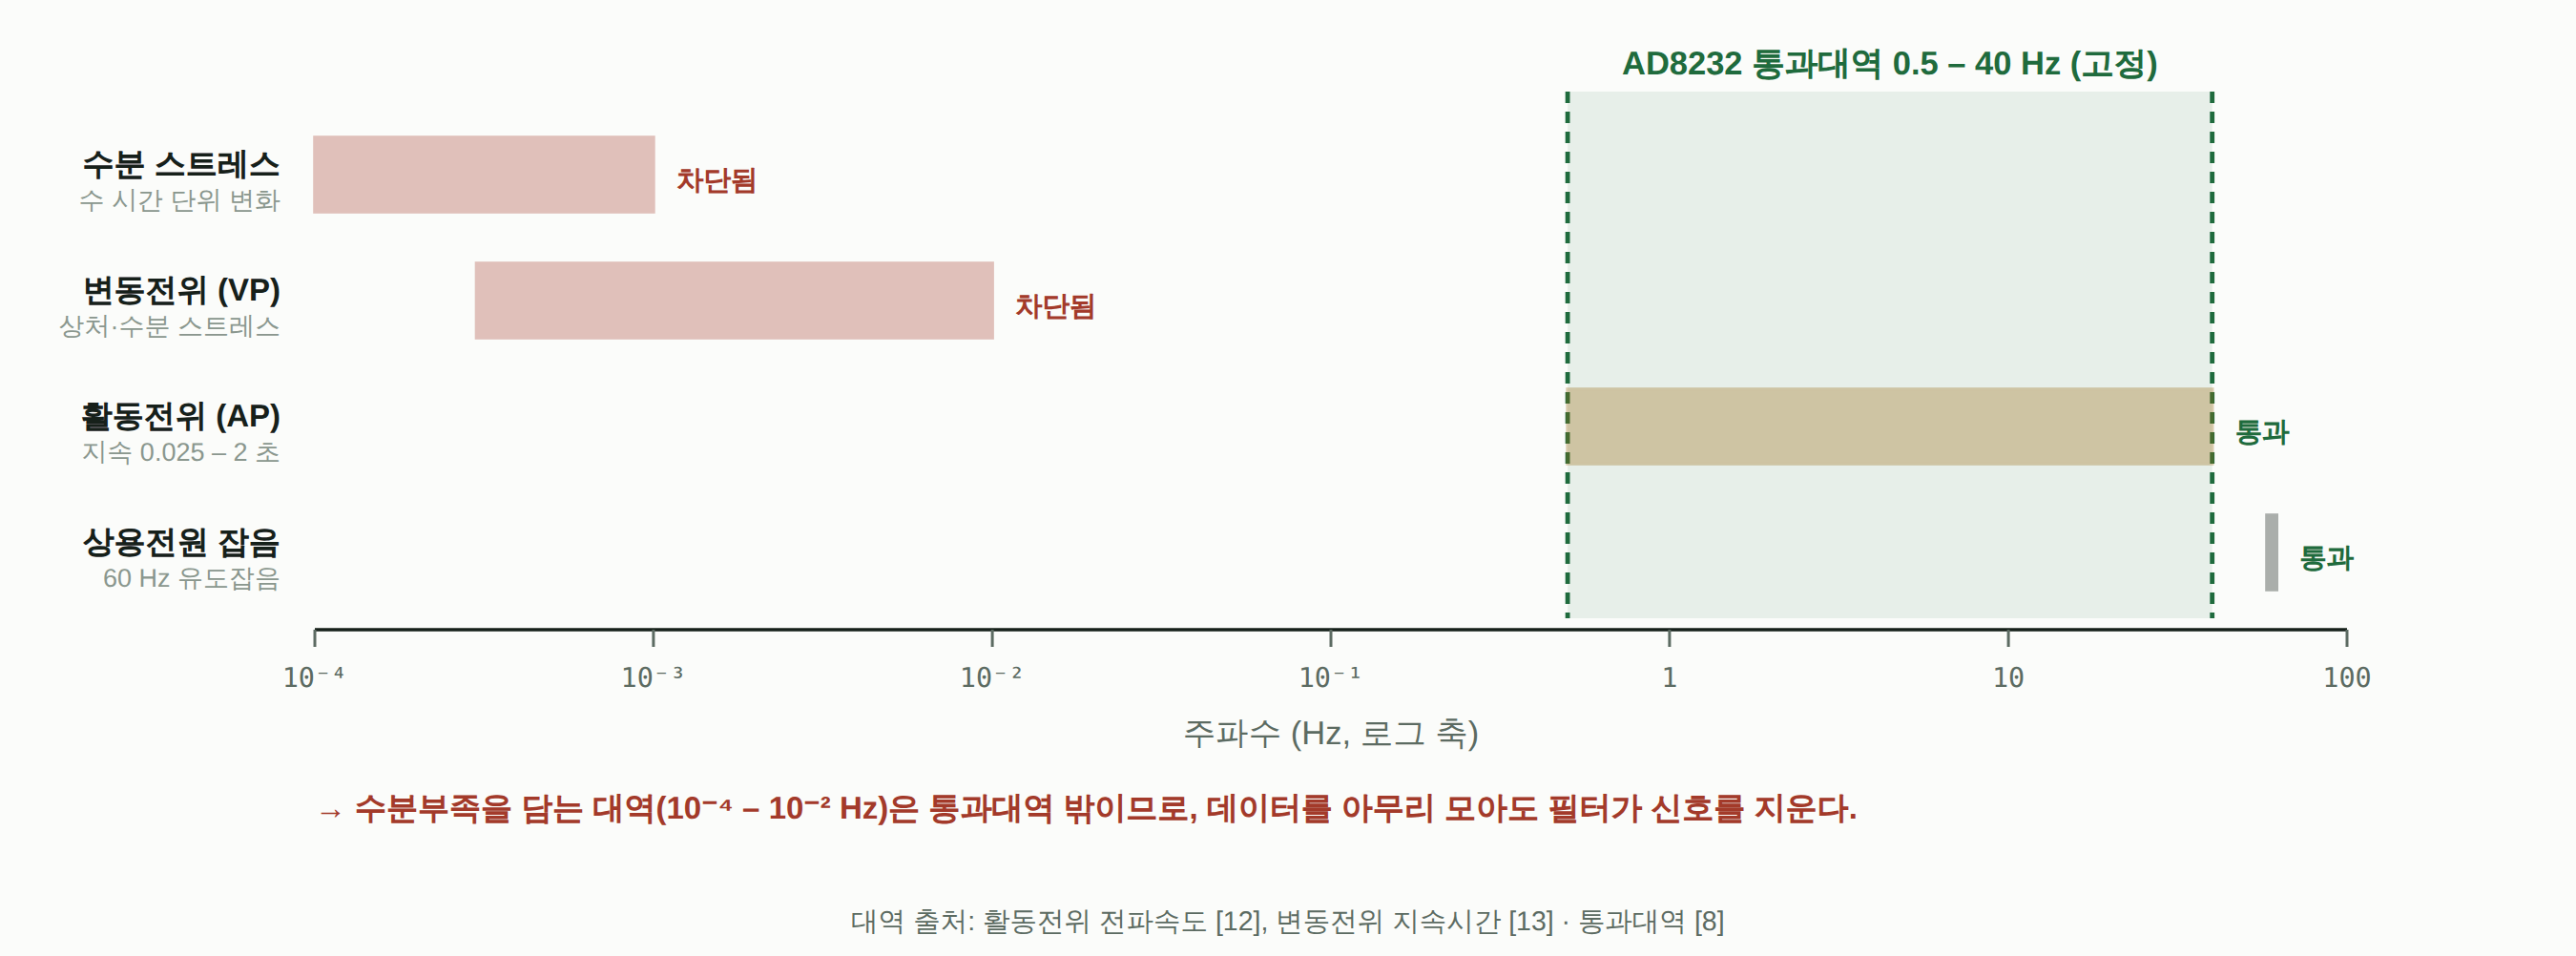 AD8232 통과대역 0.5 – 40 Hz (고정)
수분 스트레스
수 시간 단위 변화
차단됨
변동전위 (VP)
상처·수분 스트레스
차단됨
활동전위 (AP)
지속 0.025 – 2 초
통과
상용전원 잡음
60 Hz 유도잡음
통과
10⁻⁴ 10⁻³ 10⁻² 10⁻¹ 1 10 100
주파수 (Hz, 로그 축)
→ 수분부족을 담는 대역(10⁻⁴ – 10⁻² Hz)은 통과대역 밖이므로, 데이터를 아무리 모아도 필터가 신호를 지운다.
대역 출처: 활동전위 전파속도 [12], 변동전위 지속시간 [13] · 통과대역 [8]